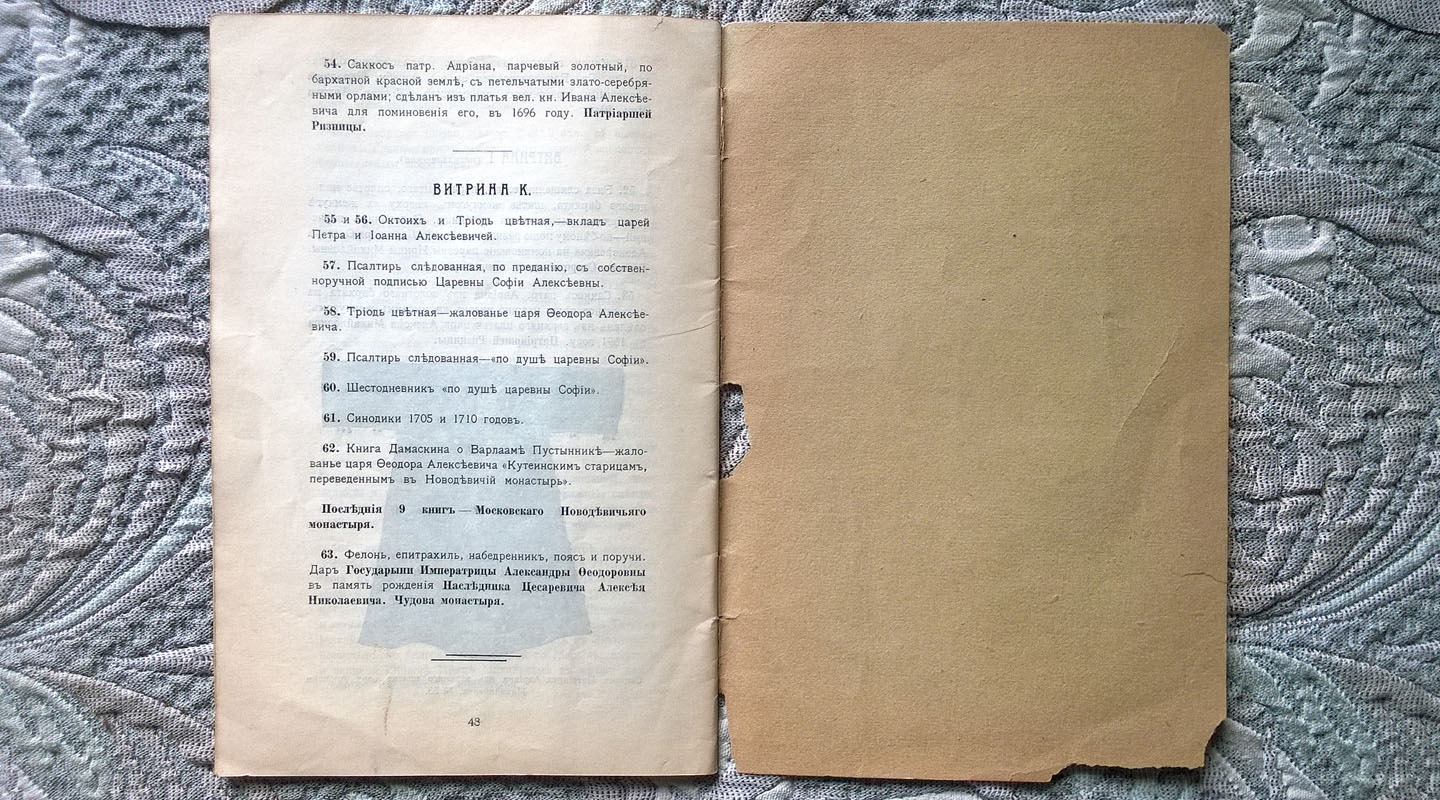 54. Саккосъ патр. Адріана, парчевый золотный, по
бархатной красной землѣ, съ петельчатыми злато-серебря-
ными орлами; сдѣланъ изъ платья вел. кн. Ивана Алексѣе-
вича для поминовенія его, въ 1696 году. Патріаршей
Ризницы.
ВИТРИНА К.
55 и 56. Октоихъ и Тріодь цвѣтная,—вкладъ царей
Петра и Іоанна Алексѣевичей.
57. Псалтирь слѣдованная, по преданію, съ собствен-
норучной подписью Царевны Софіи Алексѣевны.
58. Тріодь цвѣтная—жалованье царя Ѳеодора Алексѣе-
вича.
59. Псалтирь слѣдованная—«по душѣ царевны Софіи».
60. Шестодневникъ «по душѣ царевны Софіи».
61. Синодики 1705 и 1710 годовъ.
62. Книга Дамаскина о Варлаамѣ Пустынникѣ—жало-
ванье царя Ѳеодора Алексѣевича «Кутеинскимъ старицамъ,
переведеннымъ въ Новодѣвичій монастырь».
Послѣднія 9 книгъ — Московскаго Новодѣвичьяго
монастыря.
63. Фелонь, епитрахиль, набедренникъ, поясъ и поручи.
Даръ Государыни Императрицы Александры Ѳеодоровны
въ память рожденія Наслѣдника Цесаревича Алексѣя
Николаевича. Чудова монастыря.
48